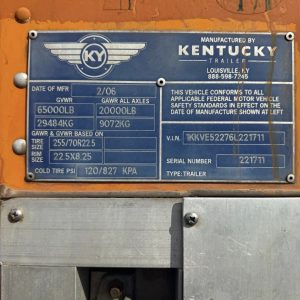 KY
MANUFACTURED BY
KENTUCKY
TRAILER
LOUISVILLE, KY
888-598-7245
DATE OF MFR 2/06
GVWR GAWR ALL AXLES
65000LB 20000LB
29484KG 9072KG
GAWR & GVWR BASED ON
TIRE SIZE 255/70R22.5
RIM SIZE 22.5X8.25
COLD TIRE PSI 120/827 KPA
THIS VEHICLE CONFORMS TO ALL
APPLICABLE FEDERAL MOTOR VEHICLE
SAFETY STANDARDS IN EFFECT ON THE
DATE OF MANUFACTURE SHOWN ABOVE
V.I.N. 1KKVE52276L221711
SERIAL NUMBER 221711
TYPE: TRAILER